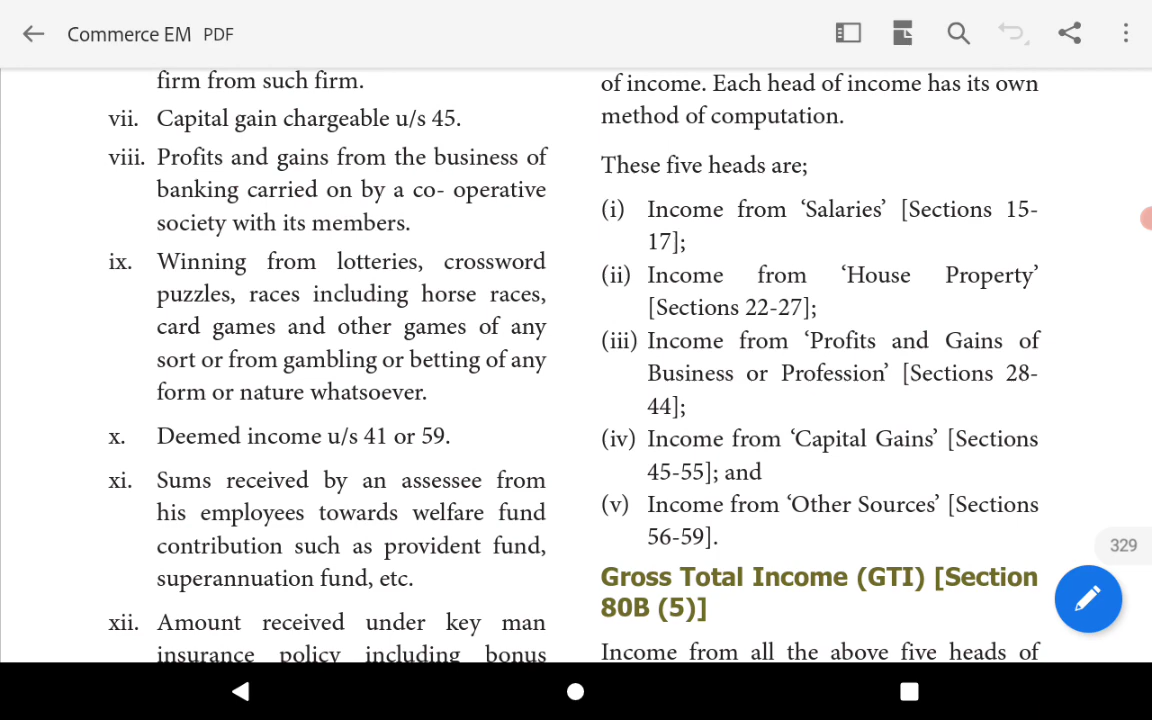 Commerce EM PDF
firm from such firm.
vii. Capital gain chargeable u/s 45.
viii. Profits and gains from the business of
banking carried on by a co- operative
society with its members.
ix. Winning from lotteries, crossword
puzzles, races including horse races,
card games and other games of any
sort or from gambling or betting of any
form or nature whatsoever.
x. Deemed income u/s 41 or 59.
xi. Sums received by an assessee from
his employees towards welfare fund
contribution such as provident fund,
superannuation fund, etc.
xii. Amount received under key man
insurance policy including bonus
of income. Each head of income has its own
method of computation.
These five heads are;
(i) Income from ‘Salaries’ [Sections 15-
17];
(ii) Income from ‘House Property’
[Sections 22-27];
(iii) Income from ‘Profits and Gains of
Business or Profession’ [Sections 28-
44];
(iv) Income from ‘Capital Gains’ [Sections
45-55]; and
(v) Income from ‘Other Sources’ [Sections
56-59].
Gross Total Income (GTI) [Section
80B (5)]
Income from all the above five heads of
329